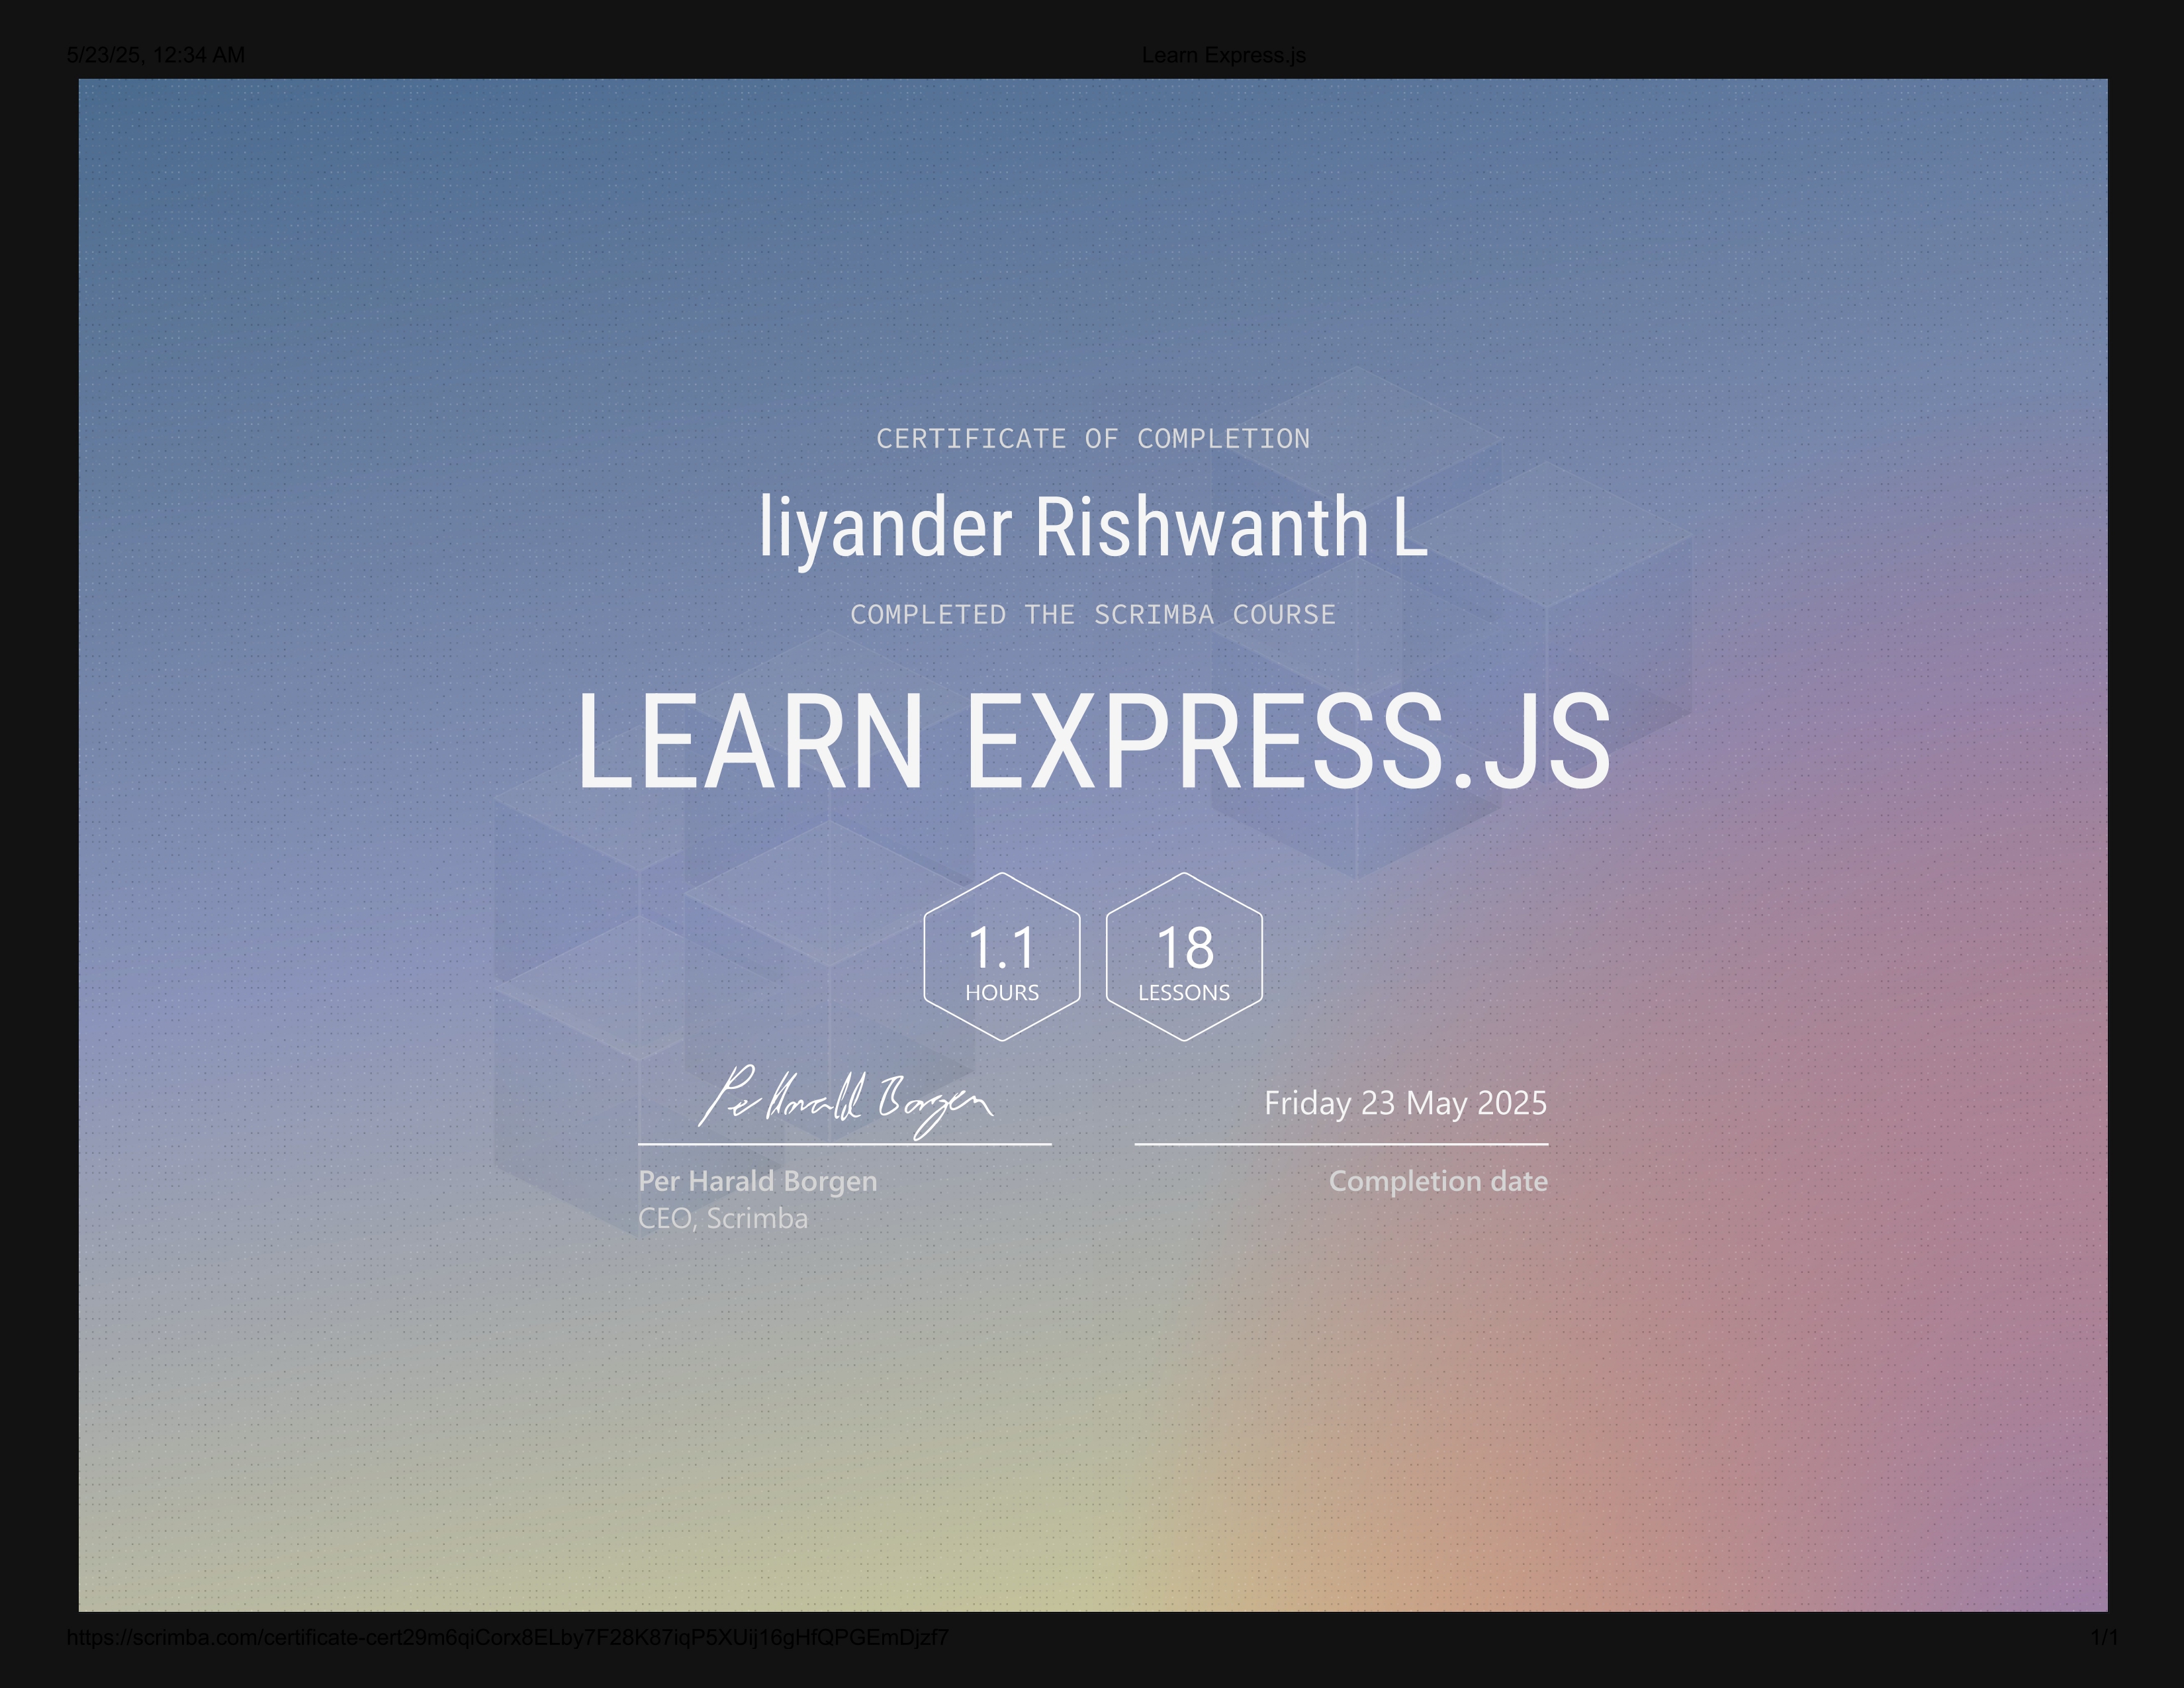 5/23/25, 12:34 AM
Learn Express.js
CERTIFICATE OF COMPLETION
liyander Rishwanth L
COMPLETED THE SCRIMBA COURSE
LEARN EXPRESS.JS
1.1
HOURS
18
LESSONS
Per Harald Borgen
Friday 23 May 2025
Per Harald Borgen
Completion date
CEO, Scrimba
https://scrimba.com/certificate-cert29m6qiCorx8ELby7F28K87iqP5XUij16gHfQPGEmDjzf7
1/1